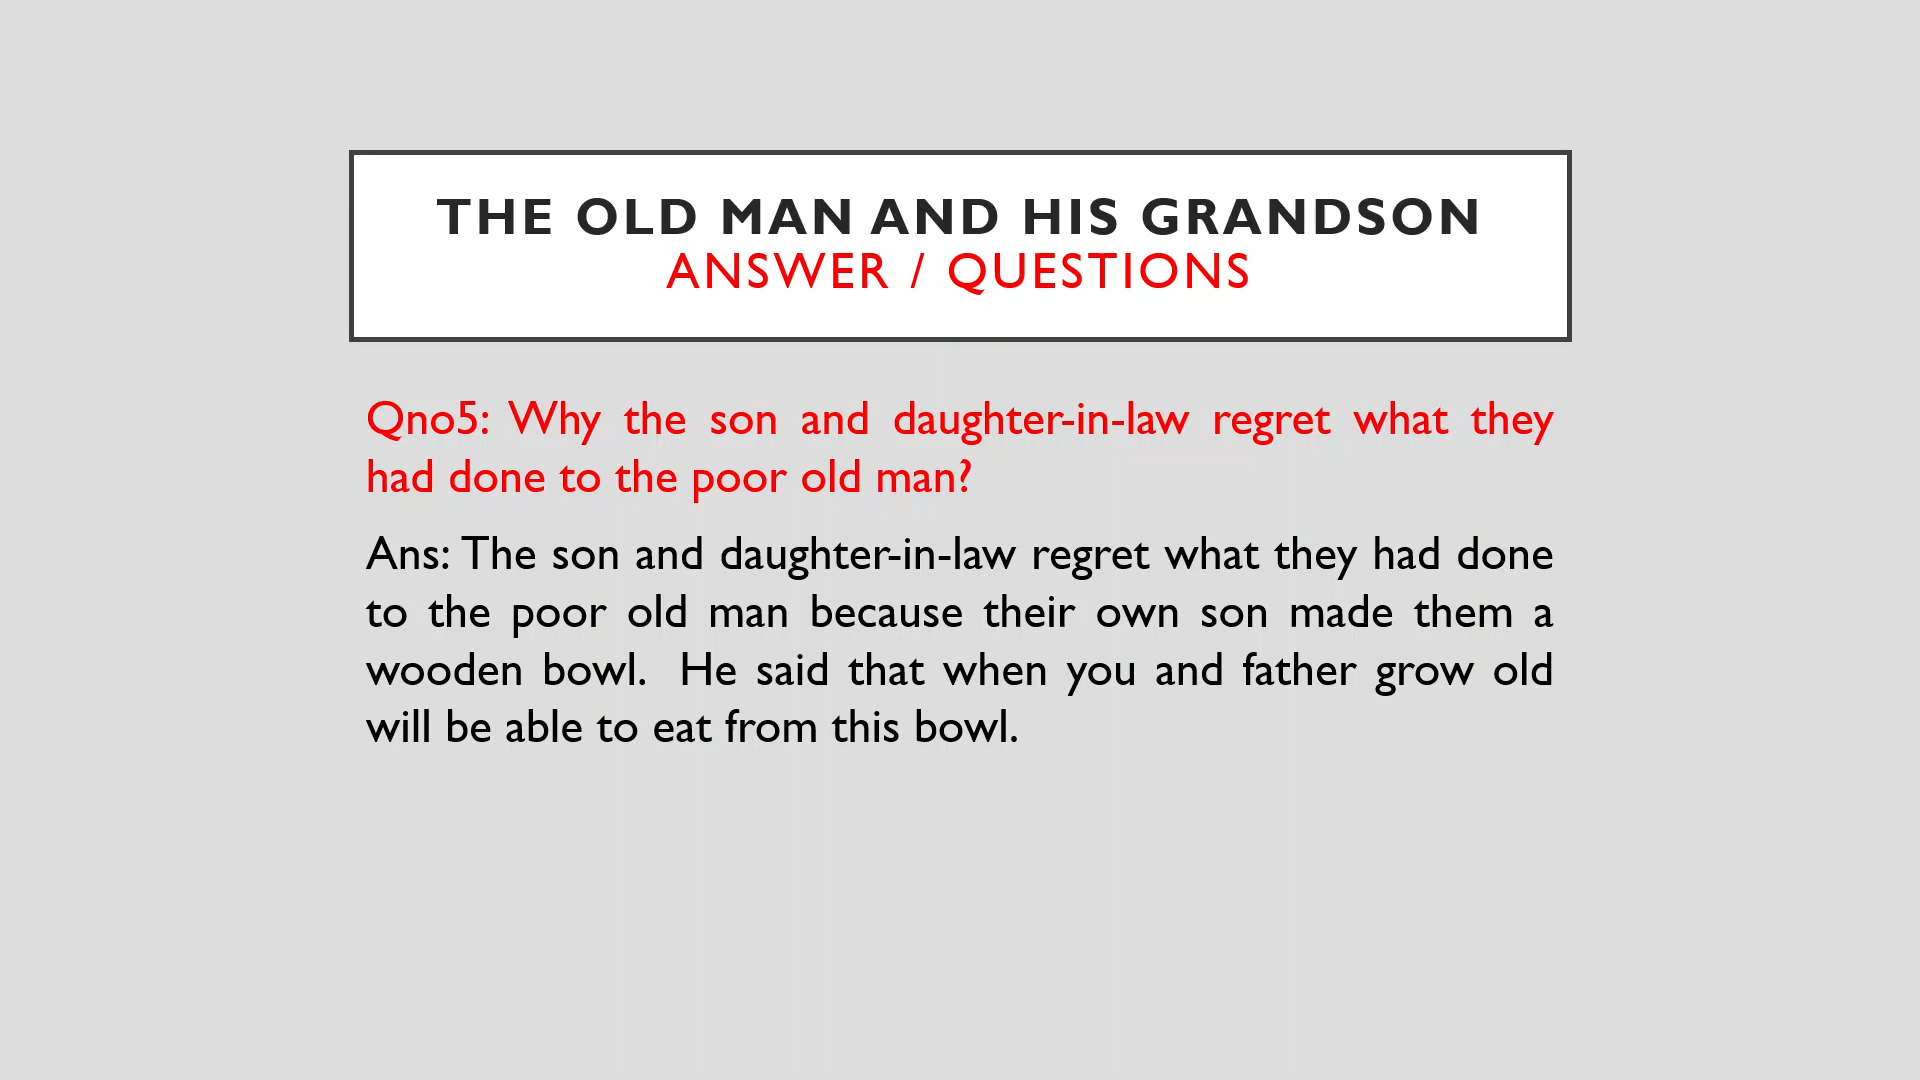 THE OLD MAN AND HIS GRANDSON
ANSWER / QUESTIONS
Qno5: Why the son and daughter-in-law regret what they
had done to the poor old man?
Ans: The son and daughter-in-law regret what they had done
to the poor old man because their own son made them a
wooden bowl.  He said that when you and father grow old
will be able to eat from this bowl.